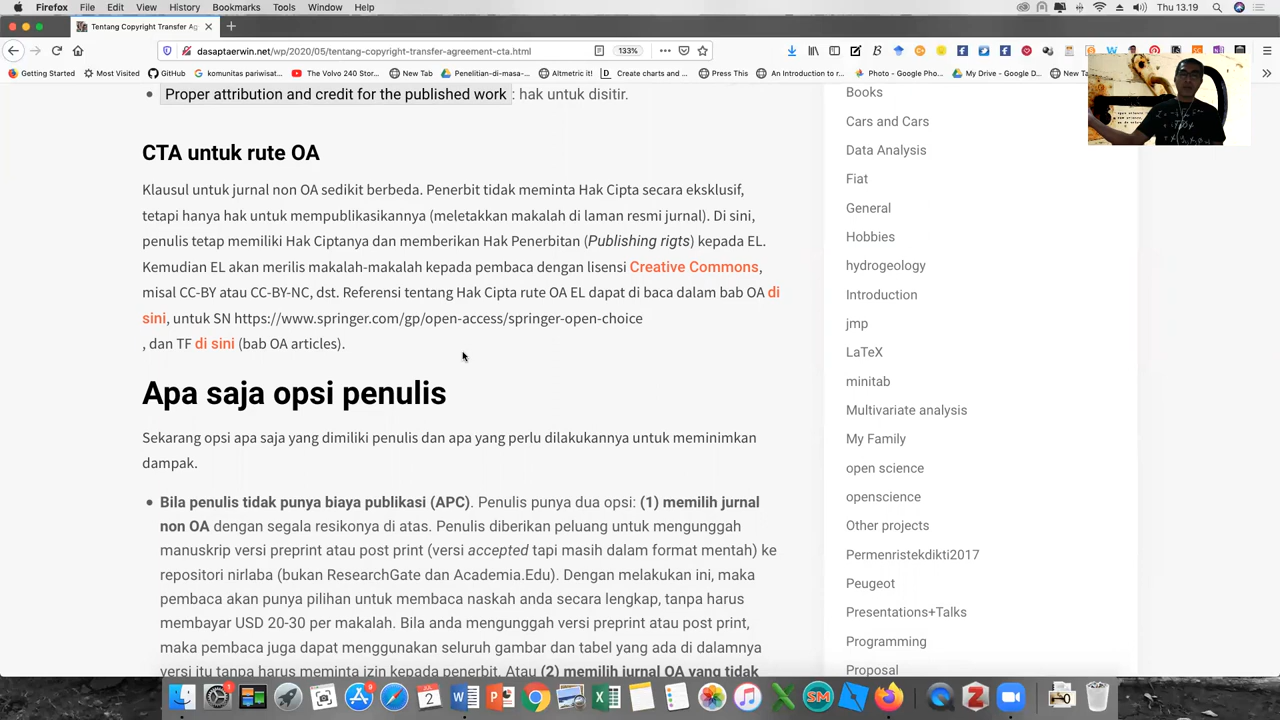 Firefox File Edit View History Bookmarks Tools Window Help Thu 13.19
Tentang Copyright Transfer Ag
dasaptaerwin.net/wp/2020/05/tentang-copyright-transfer-agreement-cta.html 133%
Getting Started Most Visited GitHub komunitas pariwisat... The Volvo 240 Stor... New Tab Penelitian-di-masa-... Altmetric it! Create charts and ... Press This An Introduction to r... Photo - Google Pho... My Drive - Google D... New Ta
Proper attribution and credit for the published work : hak untuk disitir.
CTA untuk rute OA
Klausul untuk jurnal non OA sedikit berbeda. Penerbit tidak meminta Hak Cipta secara eksklusif,
tetapi hanya hak untuk mempublikasikannya (meletakkan makalah di laman resmi jurnal). Di sini,
penulis tetap memiliki Hak Ciptanya dan memberikan Hak Penerbitan (Publishing rigts) kepada EL.
Kemudian EL akan merilis makalah-makalah kepada pembaca dengan lisensi Creative Commons,
misal CC-BY atau CC-BY-NC, dst. Referensi tentang Hak Cipta rute OA EL dapat di baca dalam bab OA di
sini, untuk SN https://www.springer.com/gp/open-access/springer-open-choice
, dan TF di sini (bab OA articles).
Apa saja opsi penulis
Sekarang opsi apa saja yang dimiliki penulis dan apa yang perlu dilakukannya untuk meminimkan
dampak.
Bila penulis tidak punya biaya publikasi (APC). Penulis punya dua opsi: (1) memilih jurnal
non OA dengan segala resikonya di atas. Penulis diberikan peluang untuk mengunggah
manuskrip versi preprint atau post print (versi accepted tapi masih dalam format mentah) ke
repositori nirlaba (bukan ResearchGate dan Academia.Edu). Dengan melakukan ini, maka
pembaca akan punya pilihan untuk membaca naskah anda secara lengkap, tanpa harus
membayar USD 20-30 per makalah. Bila anda mengunggah versi preprint atau post print,
maka pembaca juga dapat menggunakan seluruh gambar dan tabel yang ada di dalamnya
versi itu tanpa harus meminta izin kepada penerbit. Atau (2) memilih jurnal OA yang tidak
Books
Cars and Cars
Data Analysis
Fiat
General
Hobbies
hydrogeology
Introduction
jmp
LaTeX
minitab
Multivariate analysis
My Family
open science
openscience
Other projects
Permenristekdikti2017
Peugeot
Presentations+Talks
Programming
Proposal